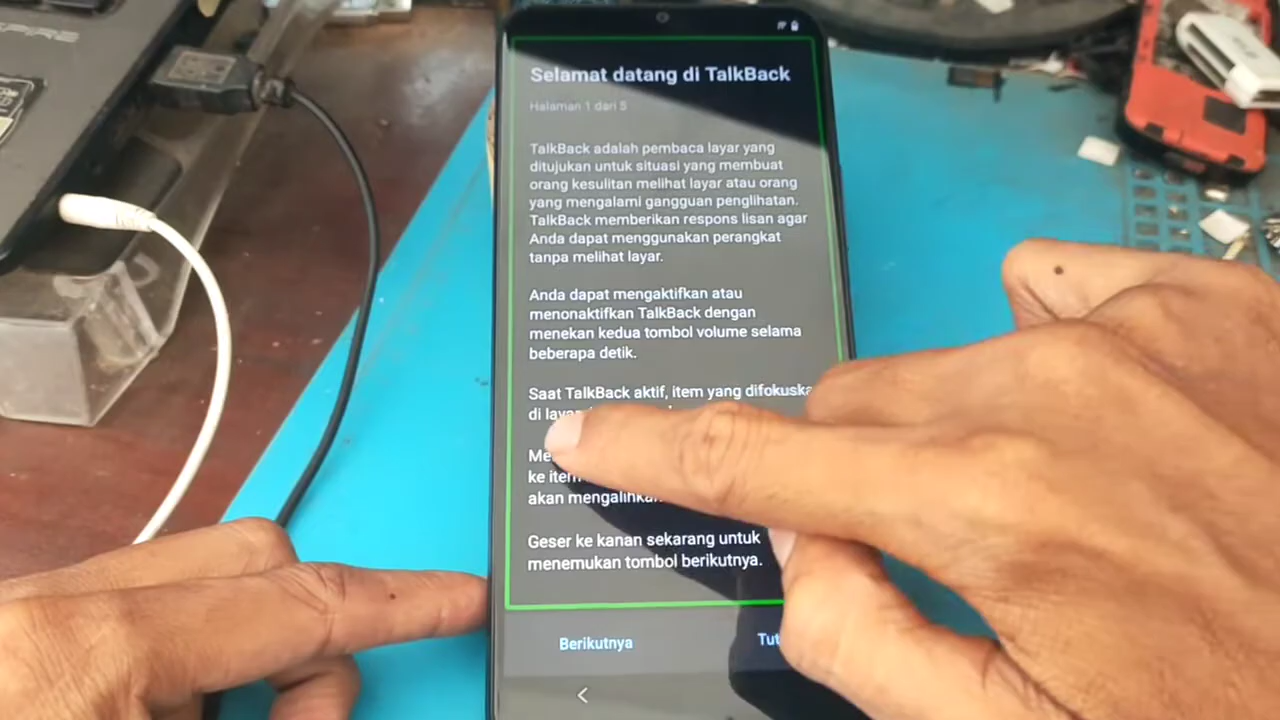 Selamat datang di TalkBack
Halaman 1 dari 5
TalkBack adalah pembaca layar yang
ditujukan untuk situasi yang membuat
orang kesulitan melihat layar atau orang
yang mengalami gangguan penglihatan.
TalkBack memberikan respons lisan agar
Anda dapat menggunakan perangkat
tanpa melihat layar.
Anda dapat mengaktifkan atau
menonaktifkan TalkBack dengan
menekan kedua tombol volume selama
beberapa detik.
Saat TalkBack aktif, item yang difokuska
di layar
Me
ke item
akan mengalihkan
Geser ke kanan sekarang untuk
menemukan tombol berikutnya.
Berikutnya
Tut